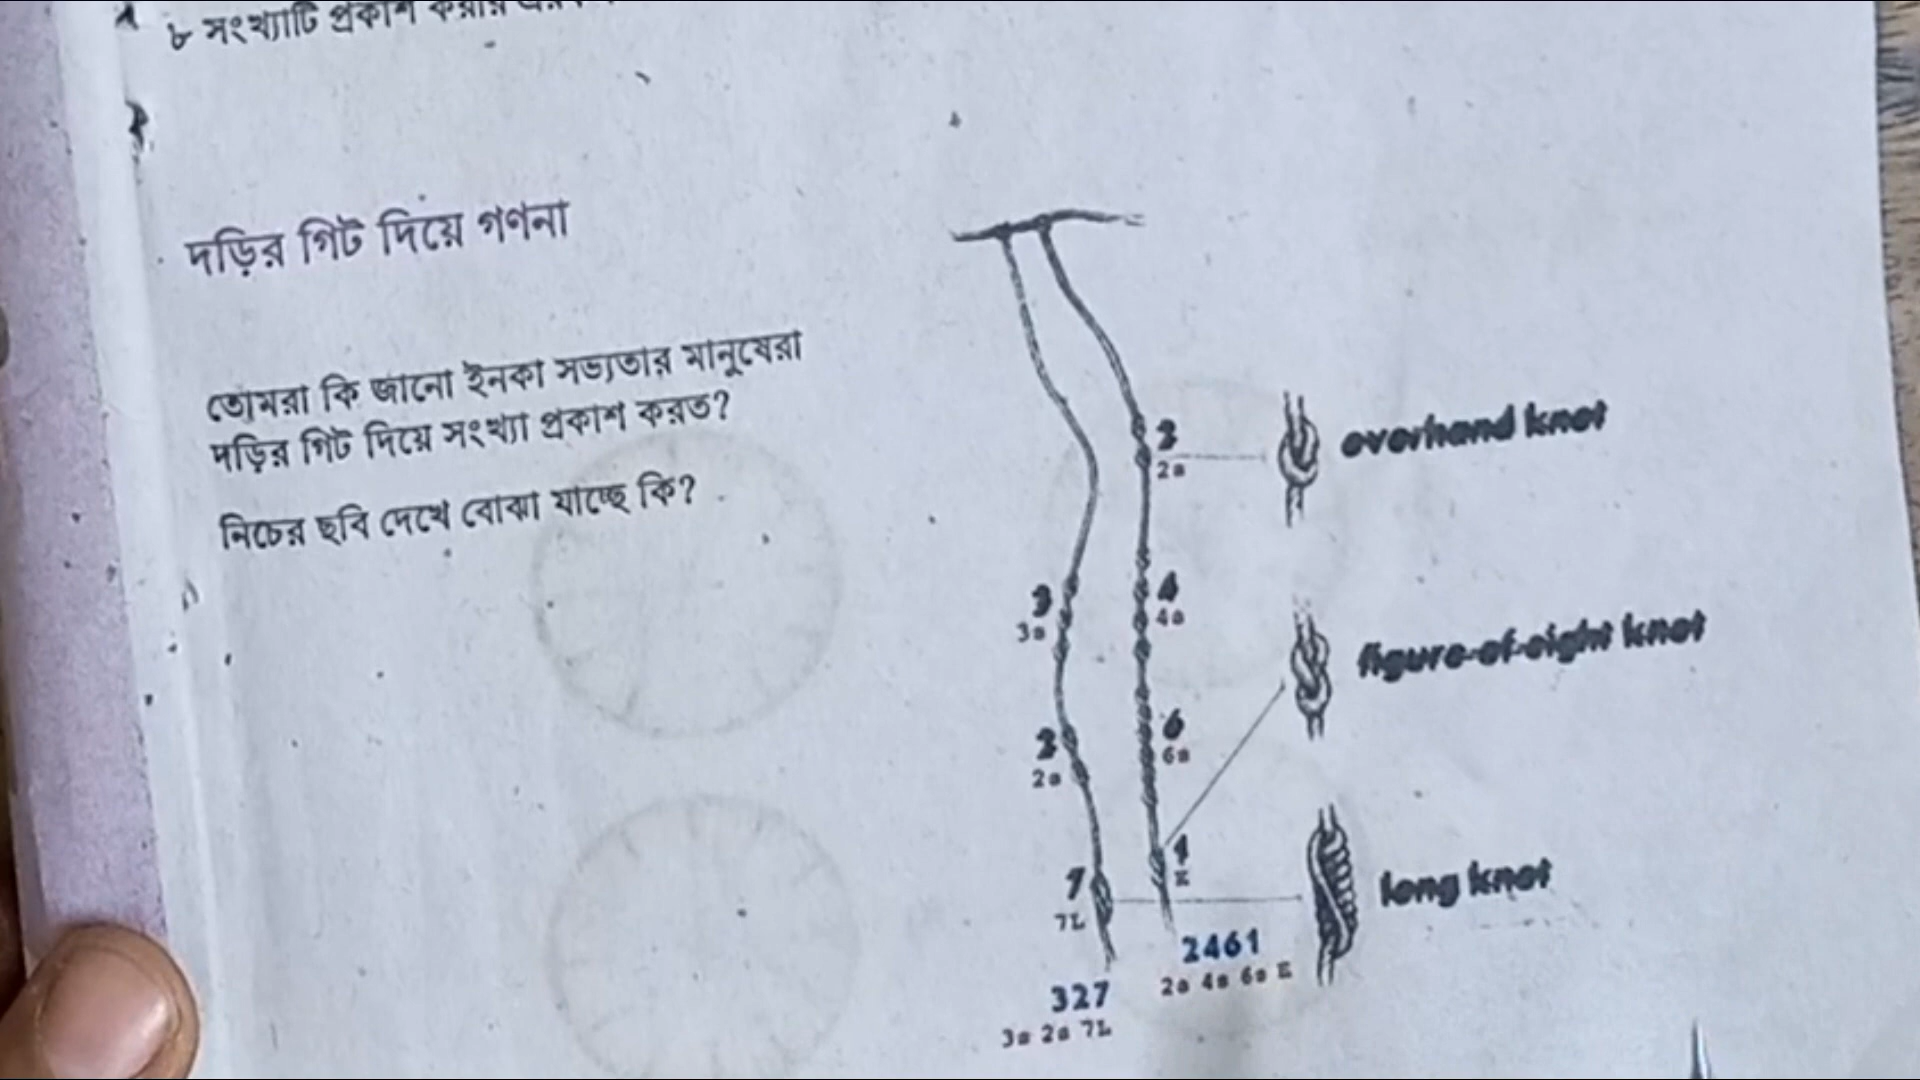 ৮ সংখ্যাটি প্রকাশ করার
দড়ির গিট দিয়ে গণনা
তোমরা কি জানো ইনকা সভ্যতার মানুষেরা
দড়ির গিট দিয়ে সংখ্যা প্রকাশ করত?
নিচের ছবি দেখে বোঝা যাচ্ছে কি?
2
2s
overhand knot
3
3s
4
4s
figure-of-eight knot
2
2s
6
6s
7
7L
1
E
long knot
2461
2s 4s 6s E
327
3s 2s 7L